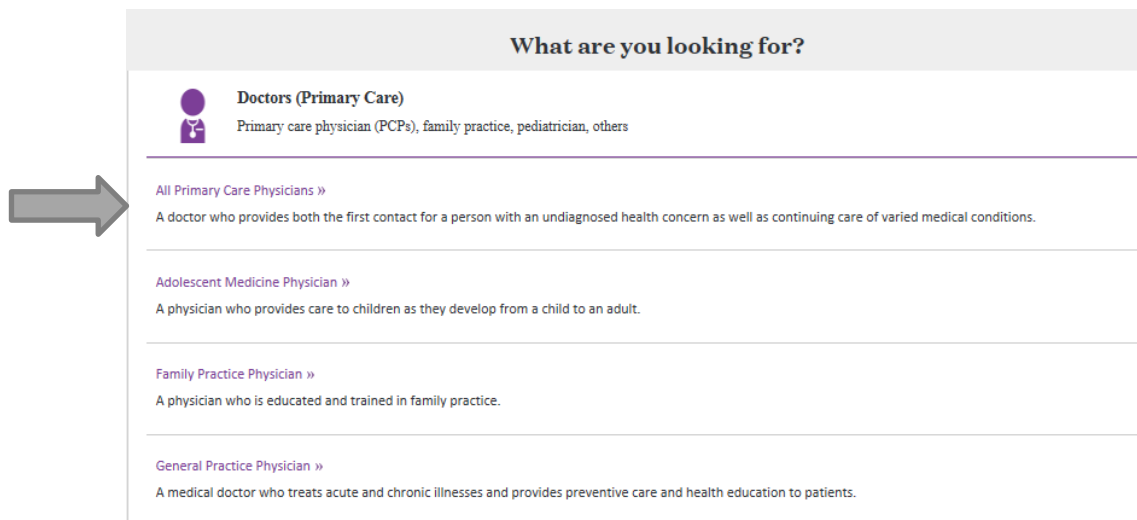 What are you looking for?
Doctors (Primary Care)
Primary care physician (PCPs), family practice, pediatrician, others
All Primary Care Physicians »
A doctor who provides both the first contact for a person with an undiagnosed health concern as well as continuing care of varied medical conditions.
Adolescent Medicine Physician »
A physician who provides care to children as they develop from a child to an adult.
Family Practice Physician »
A physician who is educated and trained in family practice.
General Practice Physician »
A medical doctor who treats acute and chronic illnesses and provides preventive care and health education to patients.